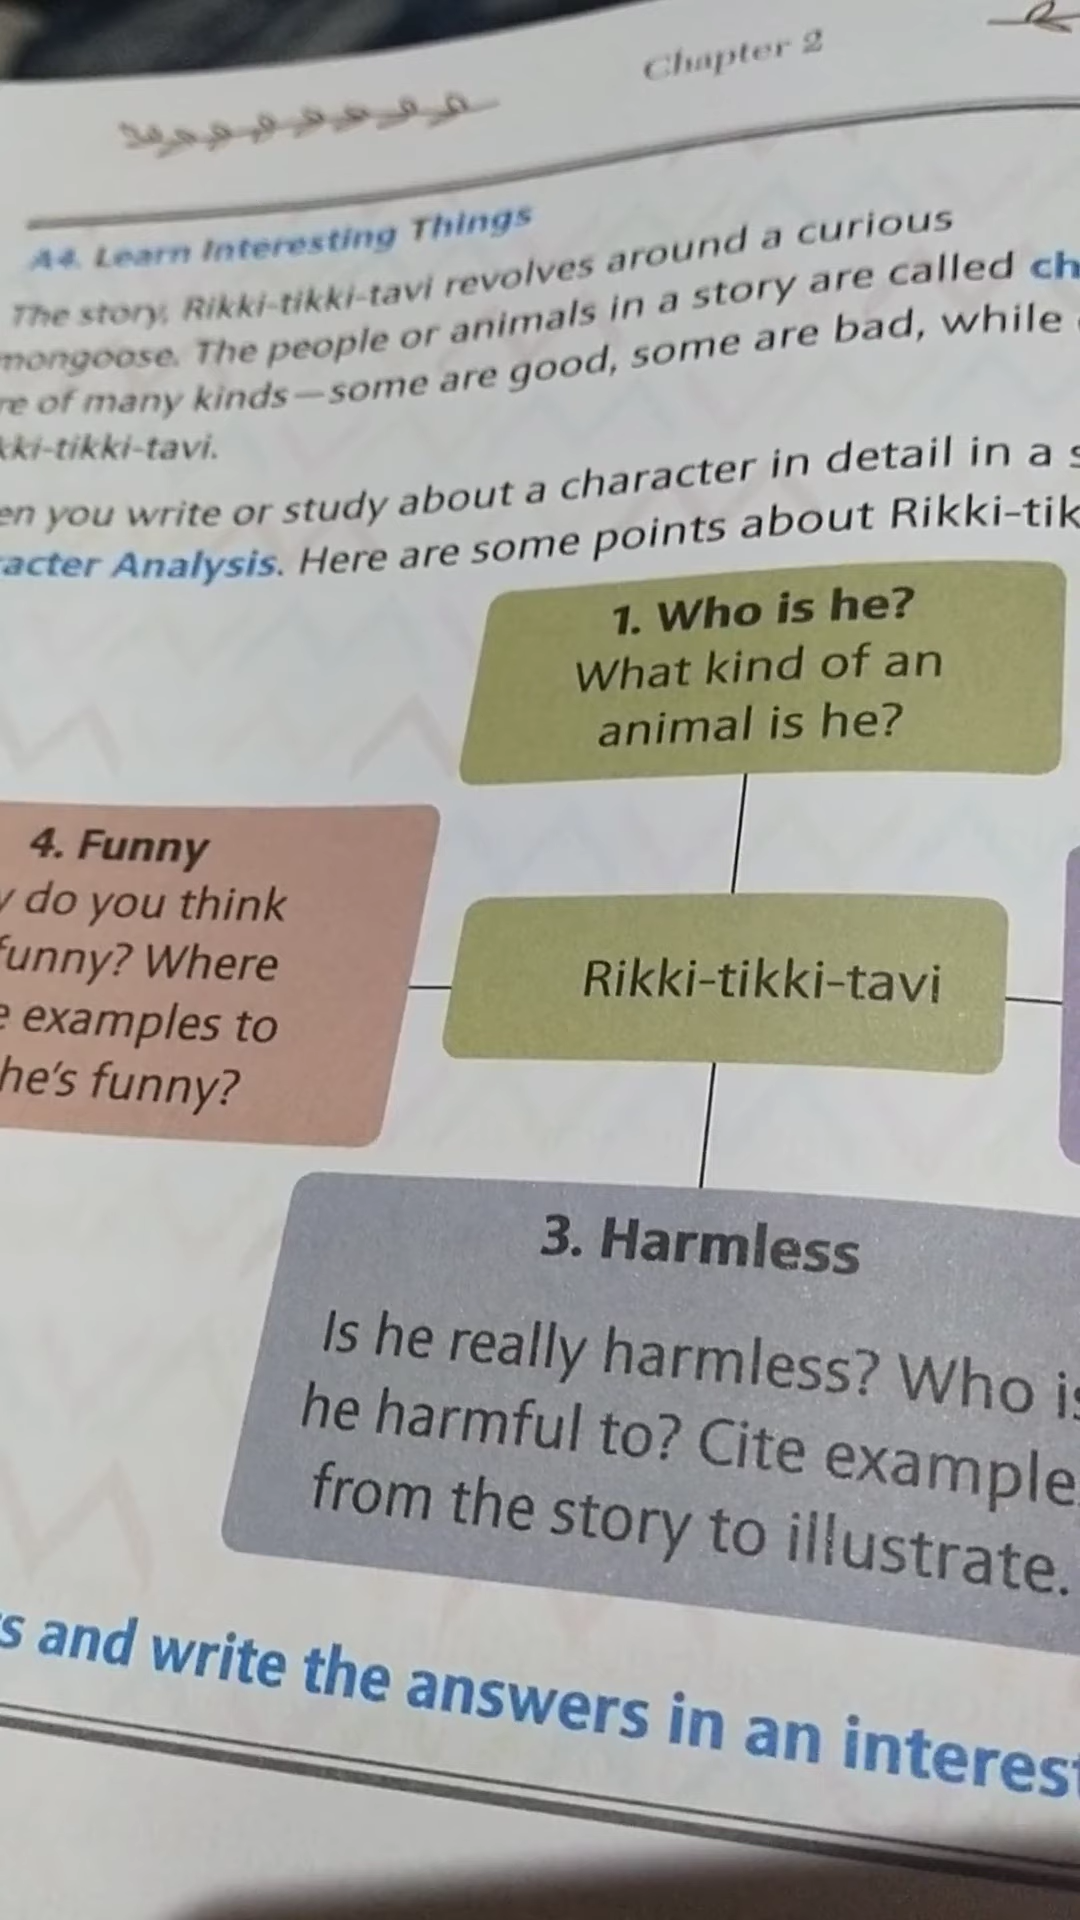 Chapter 2
A4. Learn Interesting Things
The story, Rikki-tikki-tavi revolves around a curious
mongoose. The people or animals in a story are called ch
re of many kinds—some are good, some are bad, while
kki-tikki-tavi.
en you write or study about a character in detail in a s
racter Analysis. Here are some points about Rikki-tik
1. Who is he?
What kind of an
animal is he?
4. Funny
y do you think
funny? Where
e examples to
he's funny?
Rikki-tikki-tavi
3. Harmless
Is he really harmless? Who is
he harmful to? Cite example
from the story to illustrate.
s and write the answers in an interest